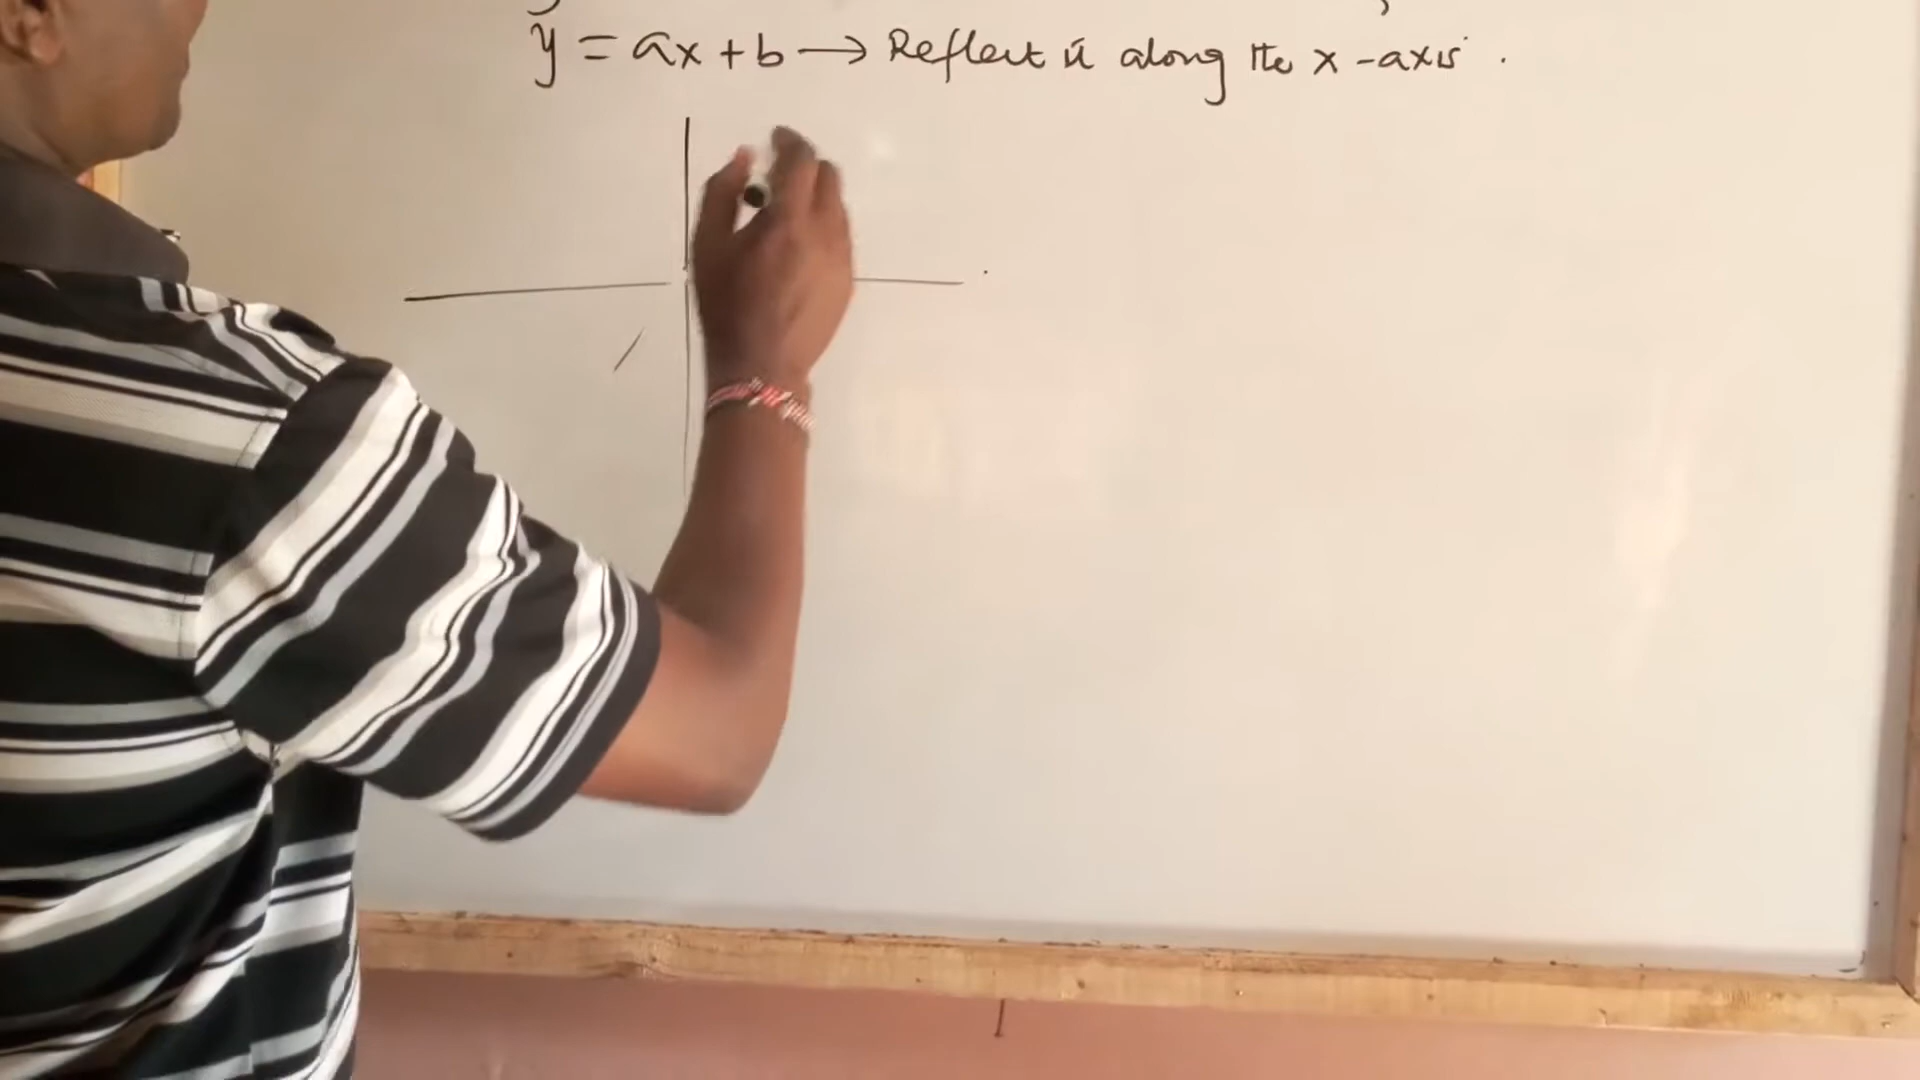 y = ax + b → Reflect it along the x-axis.